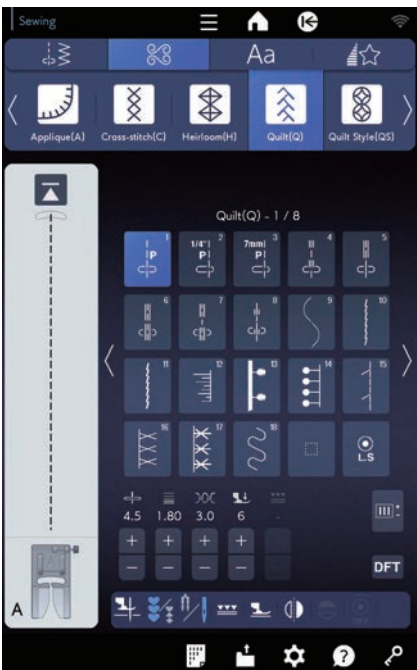 Sewing
Aa
Applique(A) Cross-stitch(C) Heirloom(H) Quilt(Q) Quilt Style(QS)
Quilt(Q) - 1 / 8
1 2 3 4 5
P 1/4" P 7mm P
6 7 8 9 10
11 12 13 14 15
16 17 18
L.S
4.5 1.80 3.0 6 -
+ + + + +
- - - - -
DFT
A
OFF
?